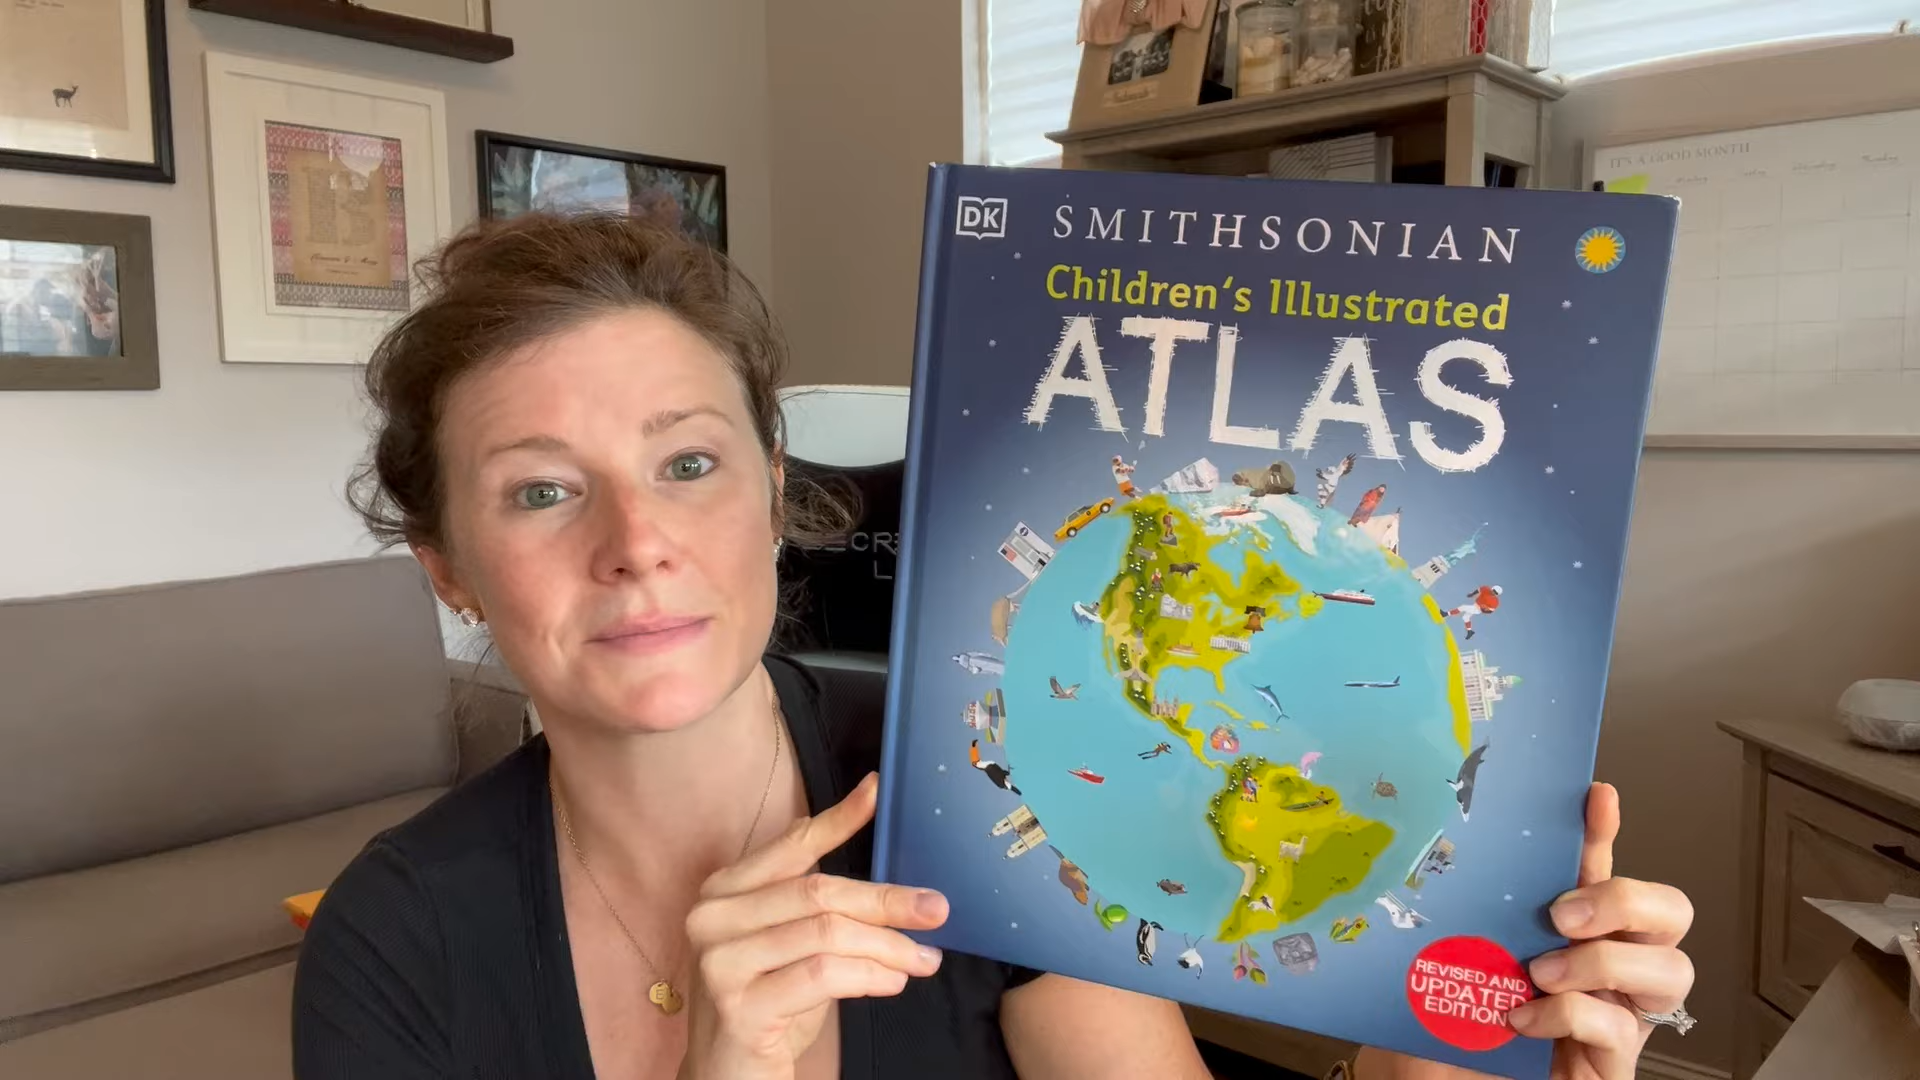 IT'S A GOOD MONTH
DK
SMITHSONIAN
Children's Illustrated
ATLAS
REVISED AND
UPDATED
EDITION
E